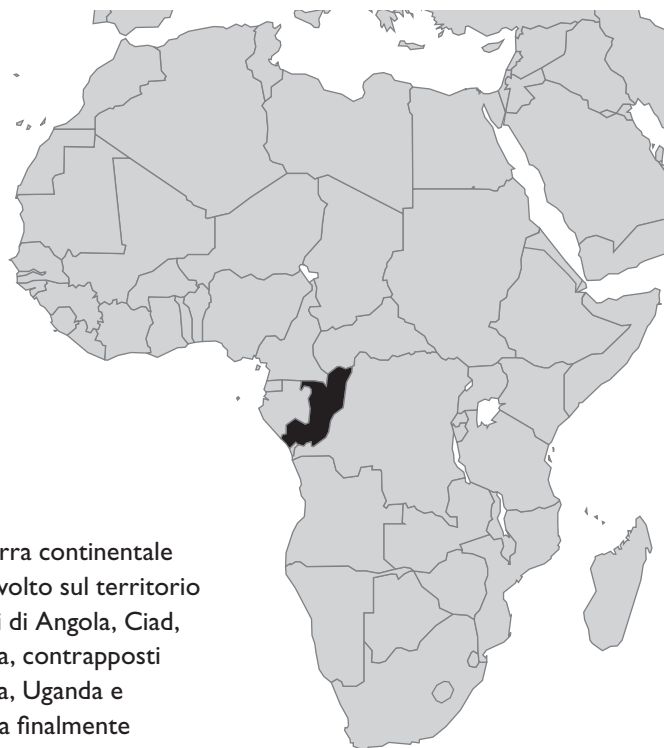 rra continentale
volto sul territorio
i di Angola, Ciad,
a, contrapposti
a, Uganda e
a finalmente